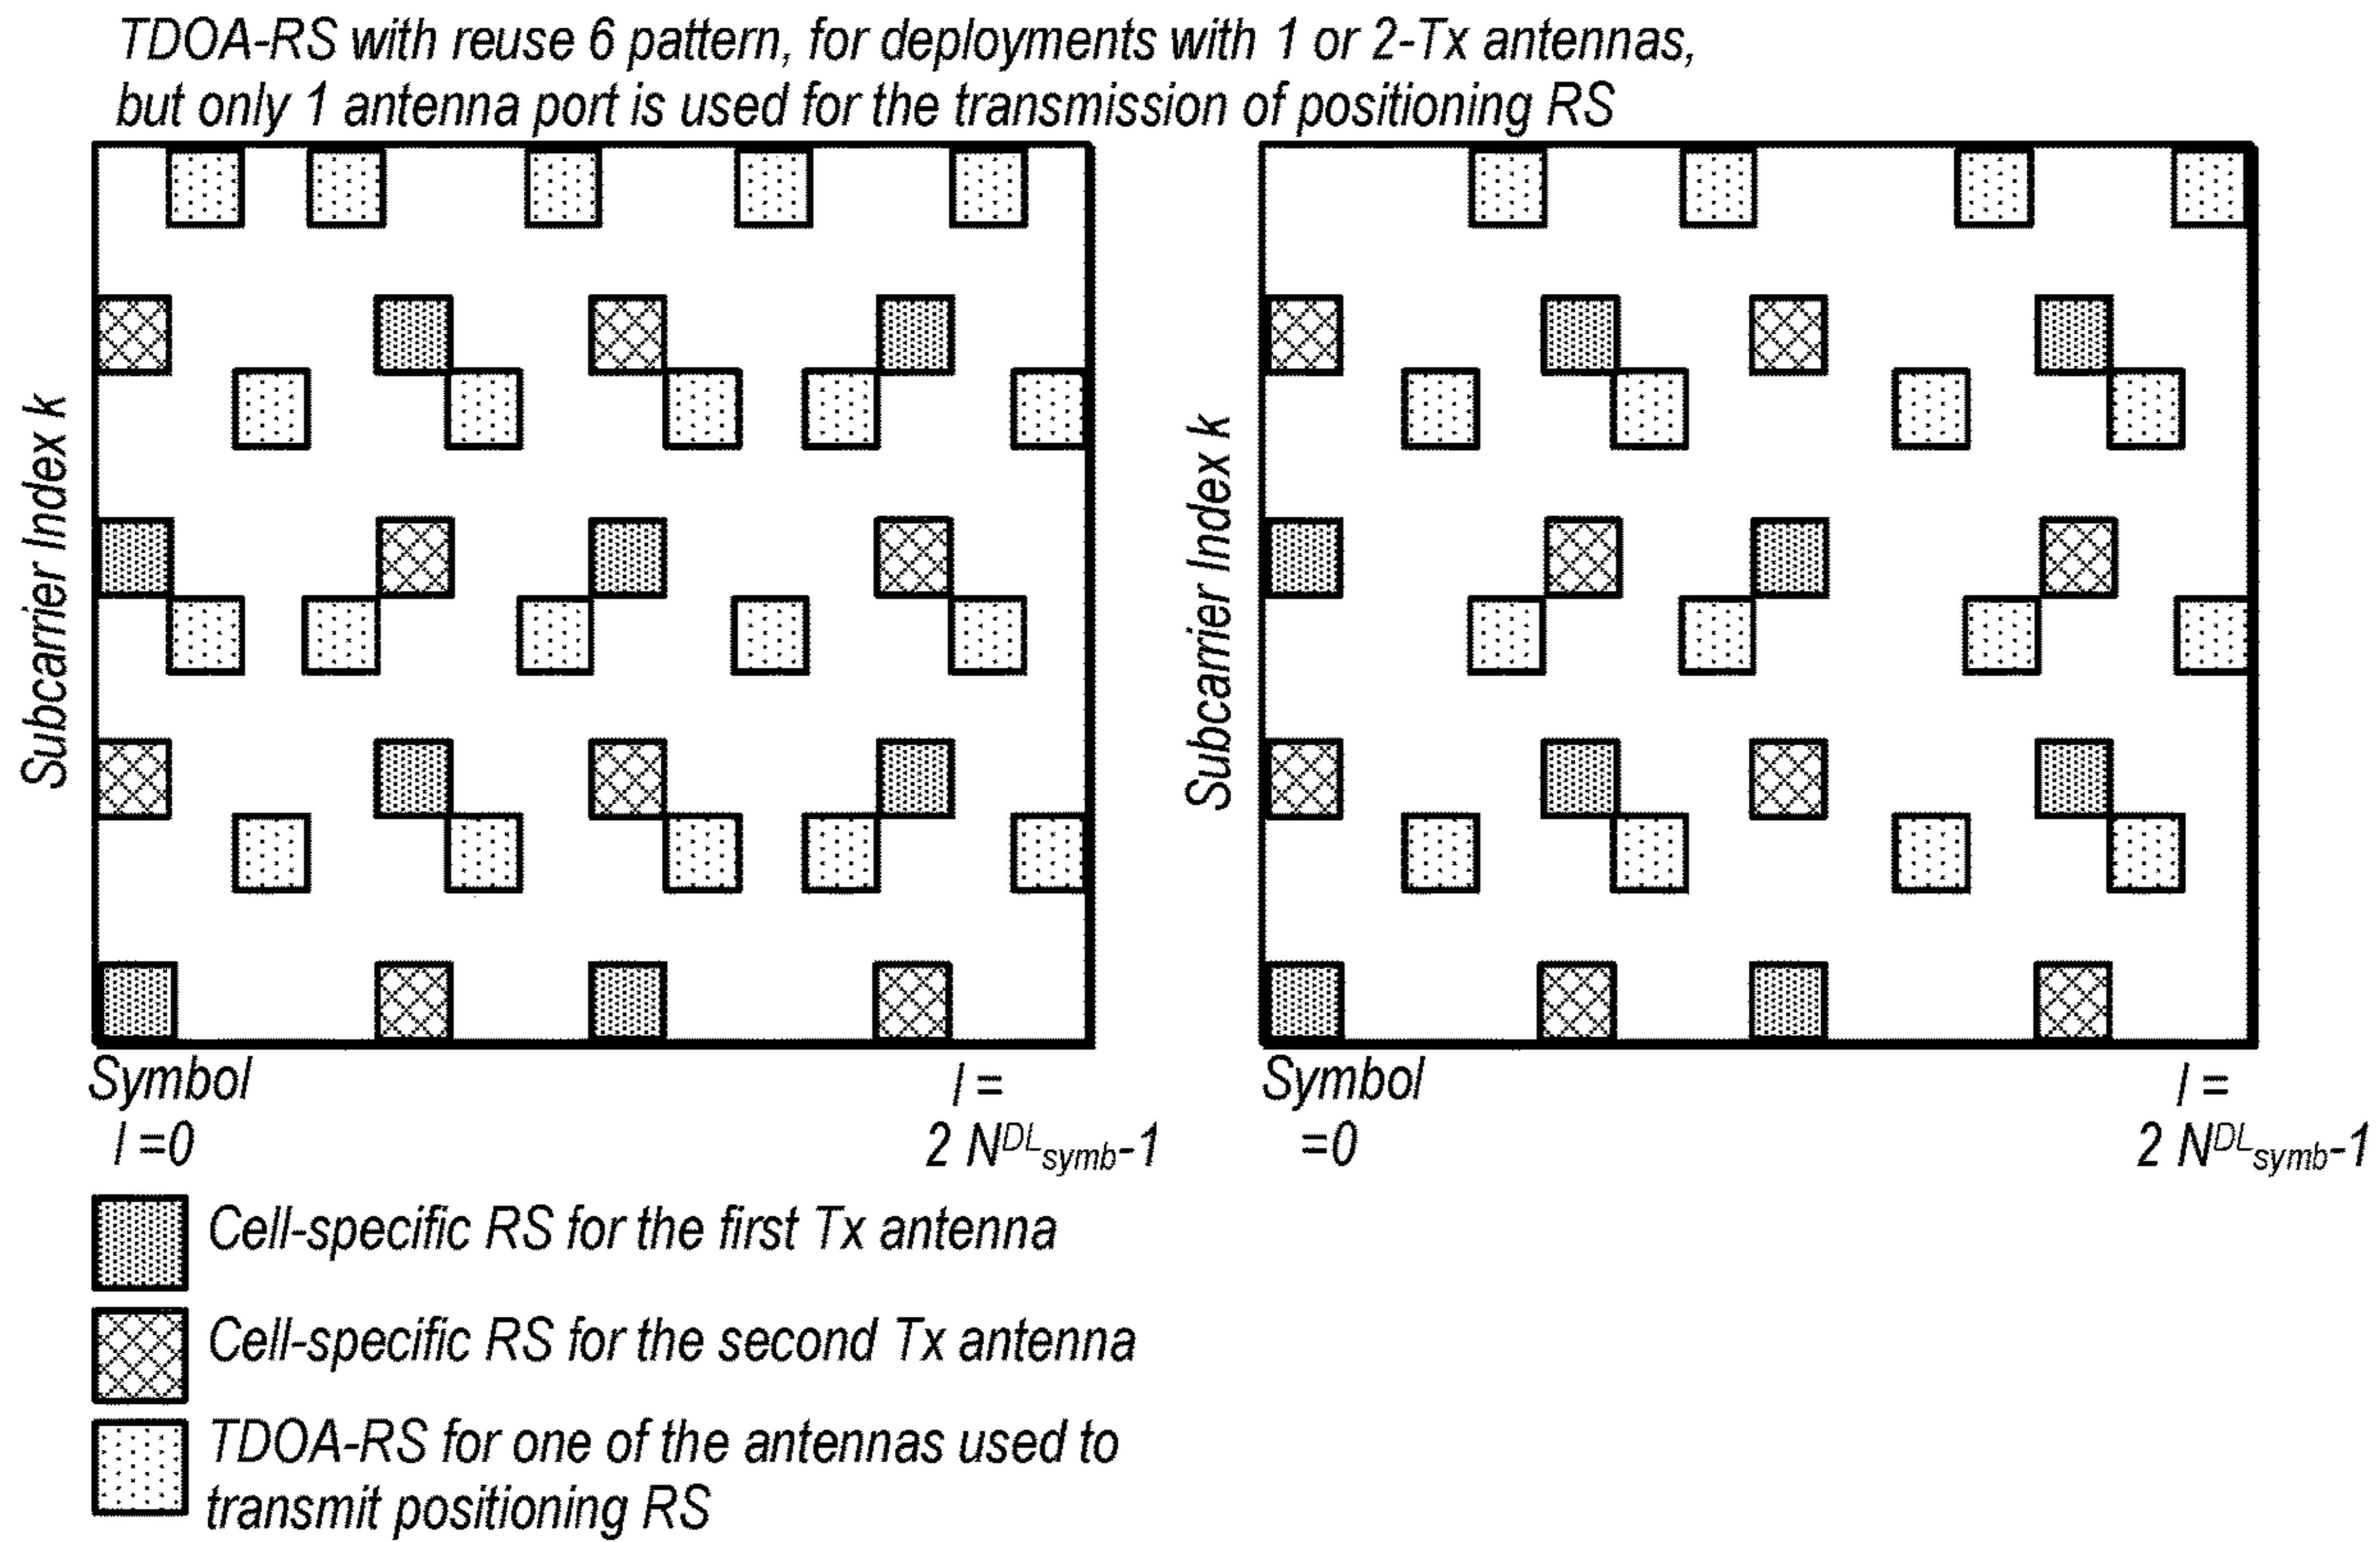 TDOA-RS with reuse 6 pattern, for deployments with 1 or 2-Tx antennas,
but only 1 antenna port is used for the transmission of positioning RS
Subcarrier Index k
Subcarrier Index k
Symbol
l =0
l =
2 N^DL_symb-1
Symbol
=0
l =
2 N^DL_symb-1
Cell-specific RS for the first Tx antenna
Cell-specific RS for the second Tx antenna
TDOA-RS for one of the antennas used to
transmit positioning RS